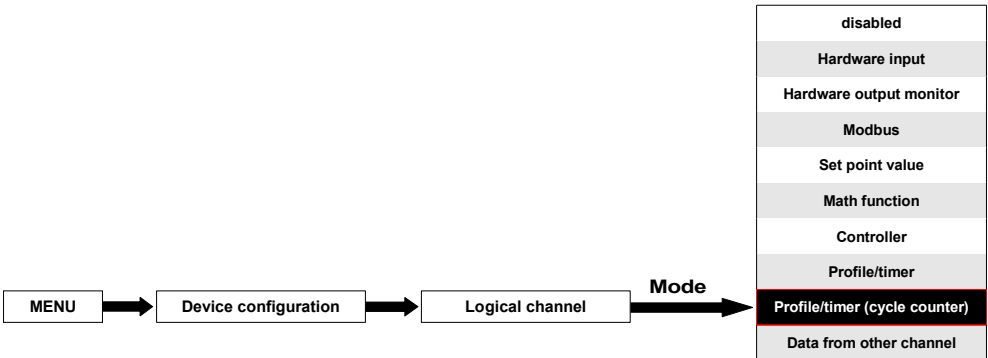 disabled
Hardware input
Hardware output monitor
Modbus
Set point value
Math function
Controller
Profile/timer
Mode
MENU
Device configuration
Logical channel
Profile/timer (cycle counter)
Data from other channel